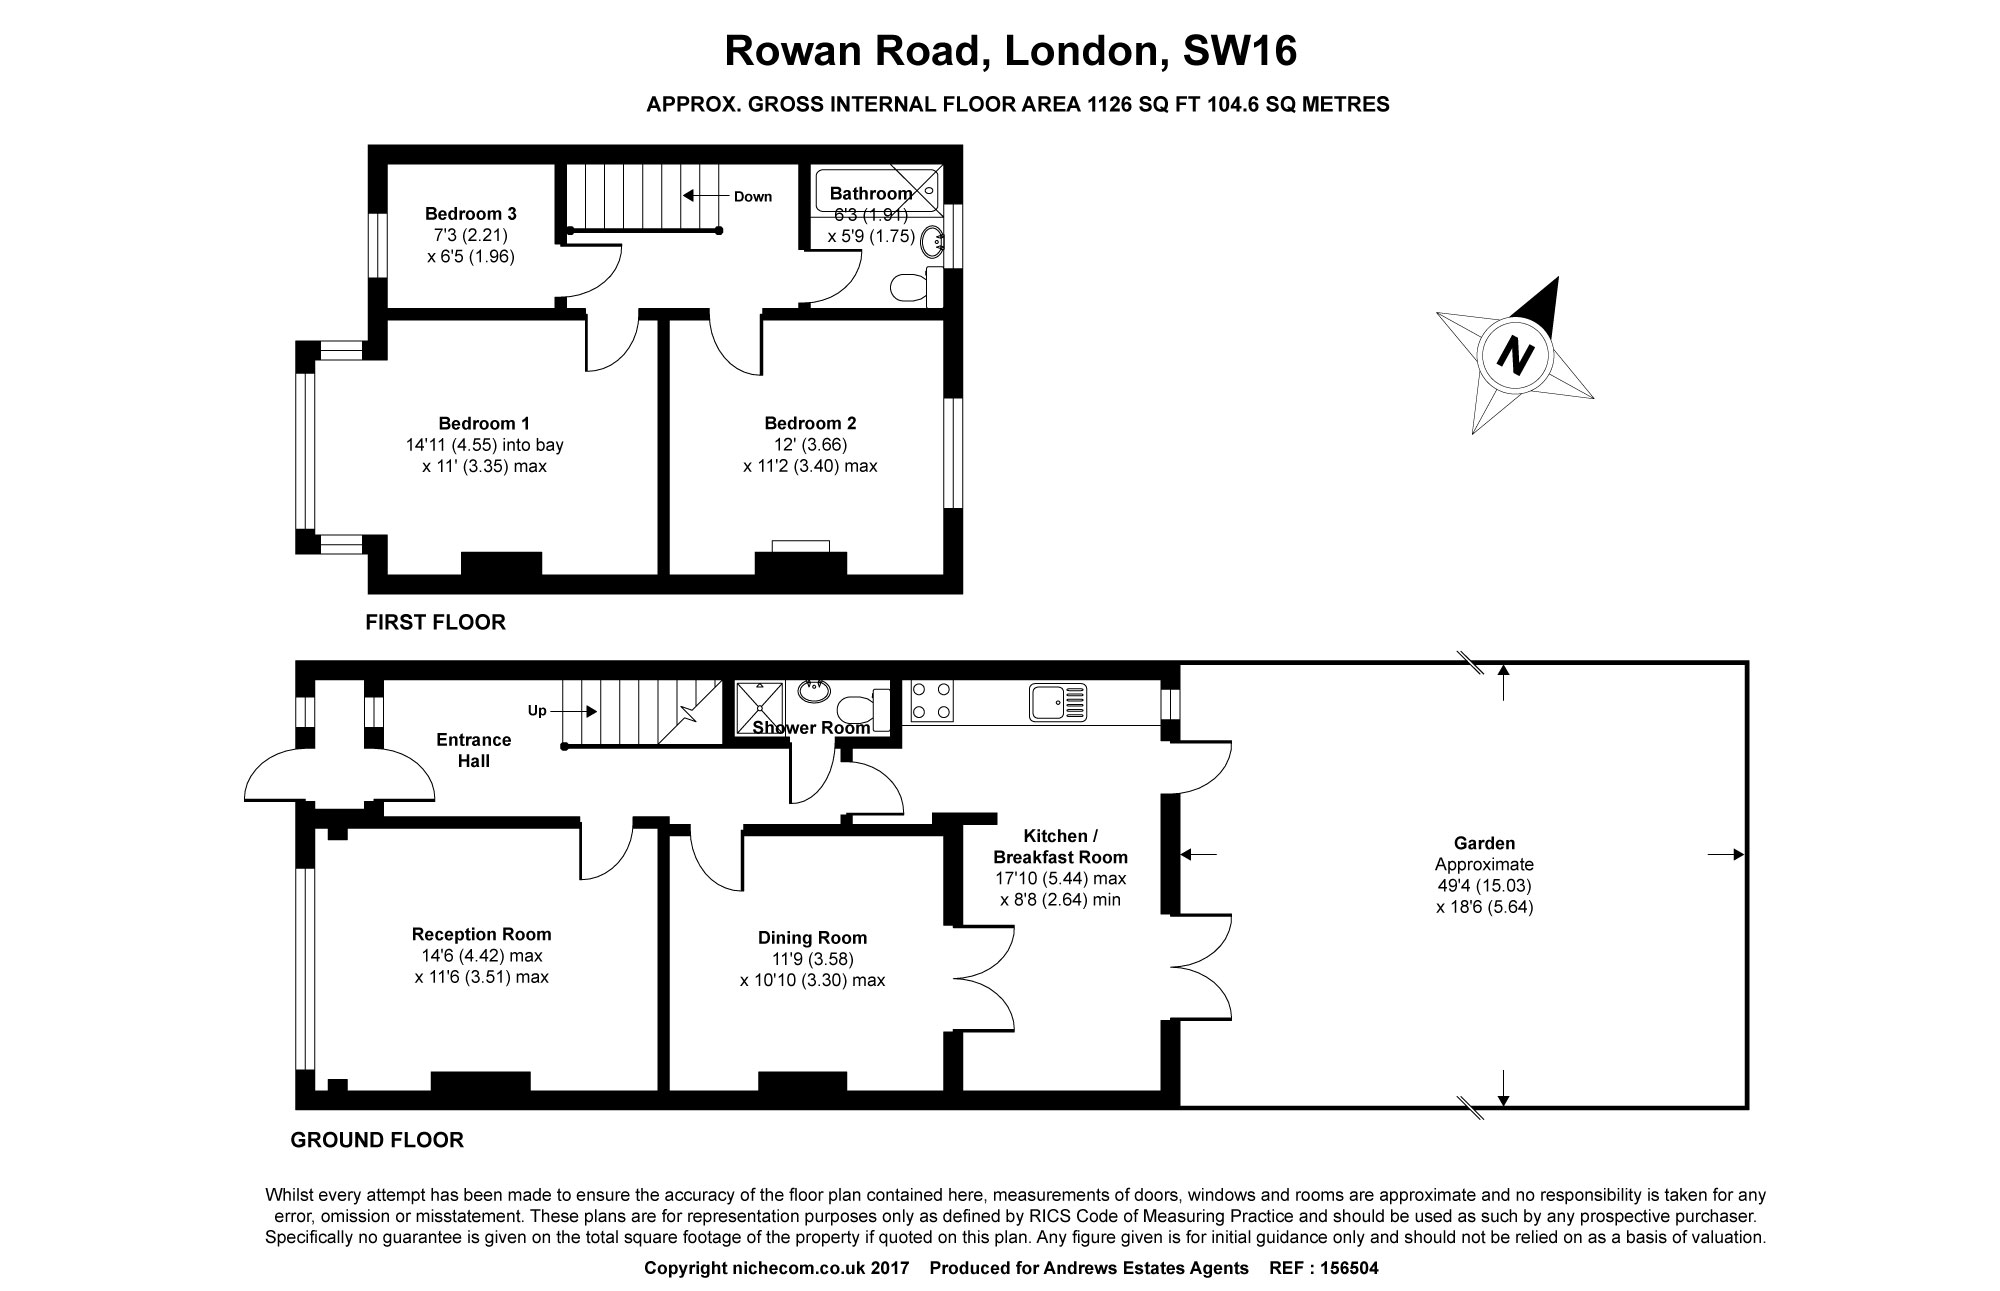 Rowan Road, London, SW16
APPROX. GROSS INTERNAL FLOOR AREA 1126 SQ FT 104.6 SQ METRES
Bedroom 3
7'3 (2.21)
x 6'5 (1.96)
Down
Bathroom
6'3 (1.91)
x 5'9 (1.75)
N
Bedroom 1
14'11 (4.55) into bay
x 11' (3.35) max
Bedroom 2
12' (3.66)
x 11'2 (3.40) max
FIRST FLOOR
Up
Entrance
Hall
Shower Room
Kitchen /
Breakfast Room
17'10 (5.44) max
x 8'8 (2.64) min
Garden
Approximate
49'4 (15.03)
x 18'6 (5.64)
Reception Room
14'6 (4.42) max
x 11'6 (3.51) max
Dining Room
11'9 (3.58)
x 10'10 (3.30) max
GROUND FLOOR
Whilst every attempt has been made to ensure the accuracy of the floor plan contained here, measurements of doors, windows and rooms are approximate and no responsibility is taken for any
error, omission or misstatement. These plans are for representation purposes only as defined by RICS Code of Measuring Practice and should be used as such by any prospective purchaser.
Specifically no guarantee is given on the total square footage of the property if quoted on this plan. Any figure given is for initial guidance only and should not be relied on as a basis of valuation.
Copyright nichecom.co.uk 2017 Produced for Andrews Estates Agents REF : 156504